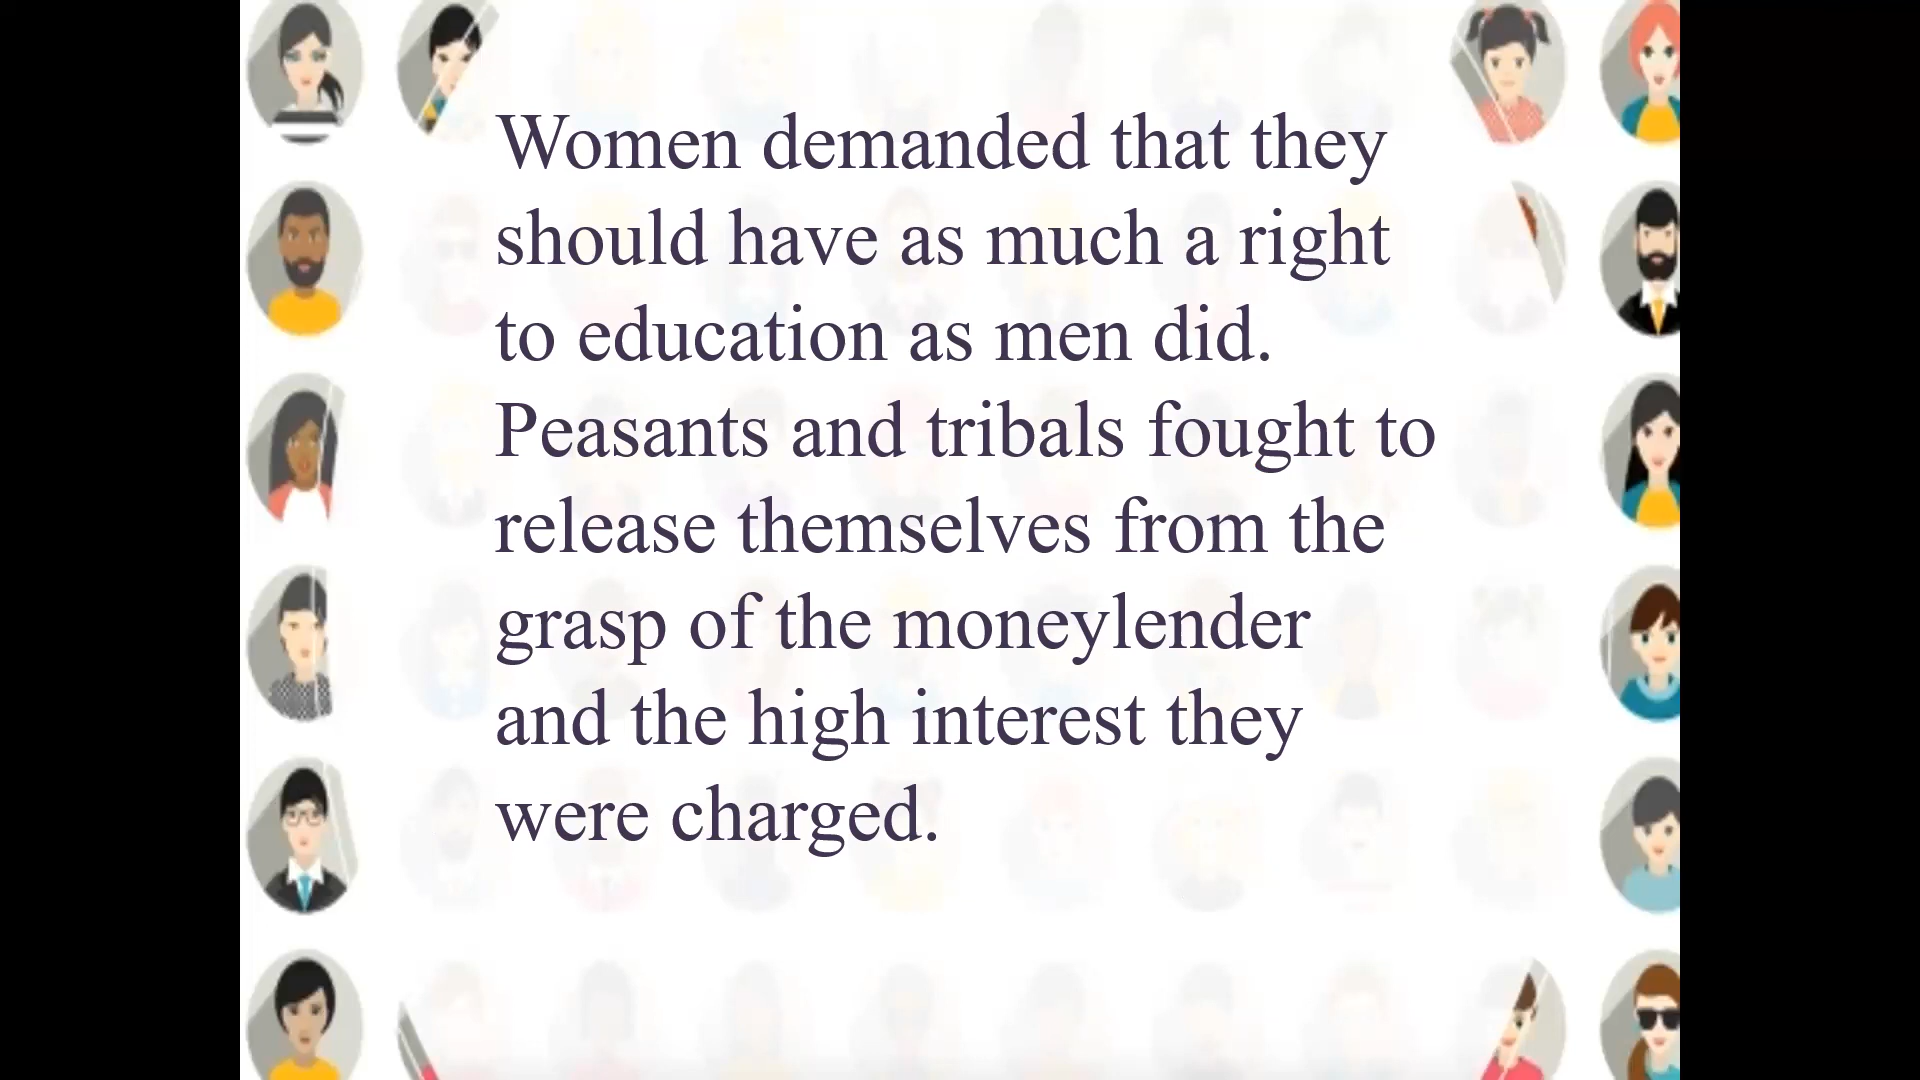 Women demanded that they
should have as much a right
to education as men did.
Peasants and tribals fought to
release themselves from the
grasp of the moneylender
and the high interest they
were charged.